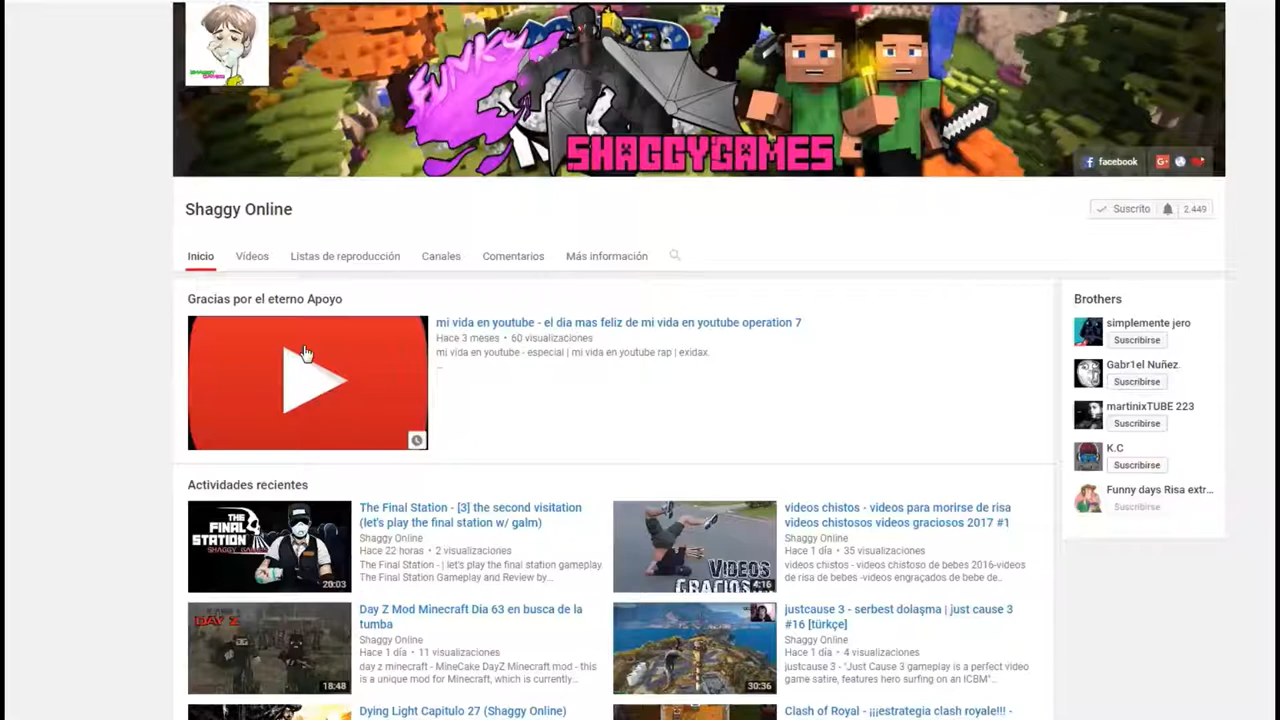 SHAGGYGAMES
facebook
Shaggy Online
Suscrito 2.449
Inicio Vídeos Listas de reproducción Canales Comentarios Más información
Gracias por el eterno Apoyo
mi vida en youtube - el dia mas feliz de mi vida en youtube operation 7
Hace 3 meses • 60 visualizaciones
mi vida en youtube - especial | mi vida en youtube rap | exidax.
...
Brothers
simplemente jero
Suscribirse
Gabr1el Nuñez
Suscribirse
martinixTUBE 223
Suscribirse
K.C
Suscribirse
Funny days Risa extr...
Suscribirse
Actividades recientes
THE
FINAL
STATION
20:03
The Final Station - [3] the second visitation
(let's play the final station w/ galm)
Shaggy Online
Hace 22 horas • 2 visualizaciones
The Final Station - | let's play the final station gameplay
The Final Station Gameplay and Review by...
VIDEOS
GRACIOSOS
4:16
videos chistos - videos para morirse de risa
videos chistosos videos graciosos 2017 #1
Shaggy Online
Hace 1 día • 35 visualizaciones
videos chistos - videos chistoso de bebes 2016-videos
de risa de bebes -videos engraçados de bebe de..
DAY Z
18:48
Day Z Mod Minecraft Dia 63 en busca de la
tumba
Shaggy Online
Hace 1 día • 11 visualizaciones
day z minecraft - MineCake DayZ Minecraft mod - this
is a unique mod for Minecraft, which is currently...
30:36
justcause 3 - serbest dolaşma | just cause 3
#16 [türkçe]
Shaggy Online
Hace 1 día • 4 visualizaciones
justcause 3 - "Just Cause 3 gameplay is a perfect video
game satire, features hero surfing on an ICBM"...
Dying Light Capitulo 27 (Shaggy Online)
Clash of Royal - ¡¡¡estrategia clash royale!!! -